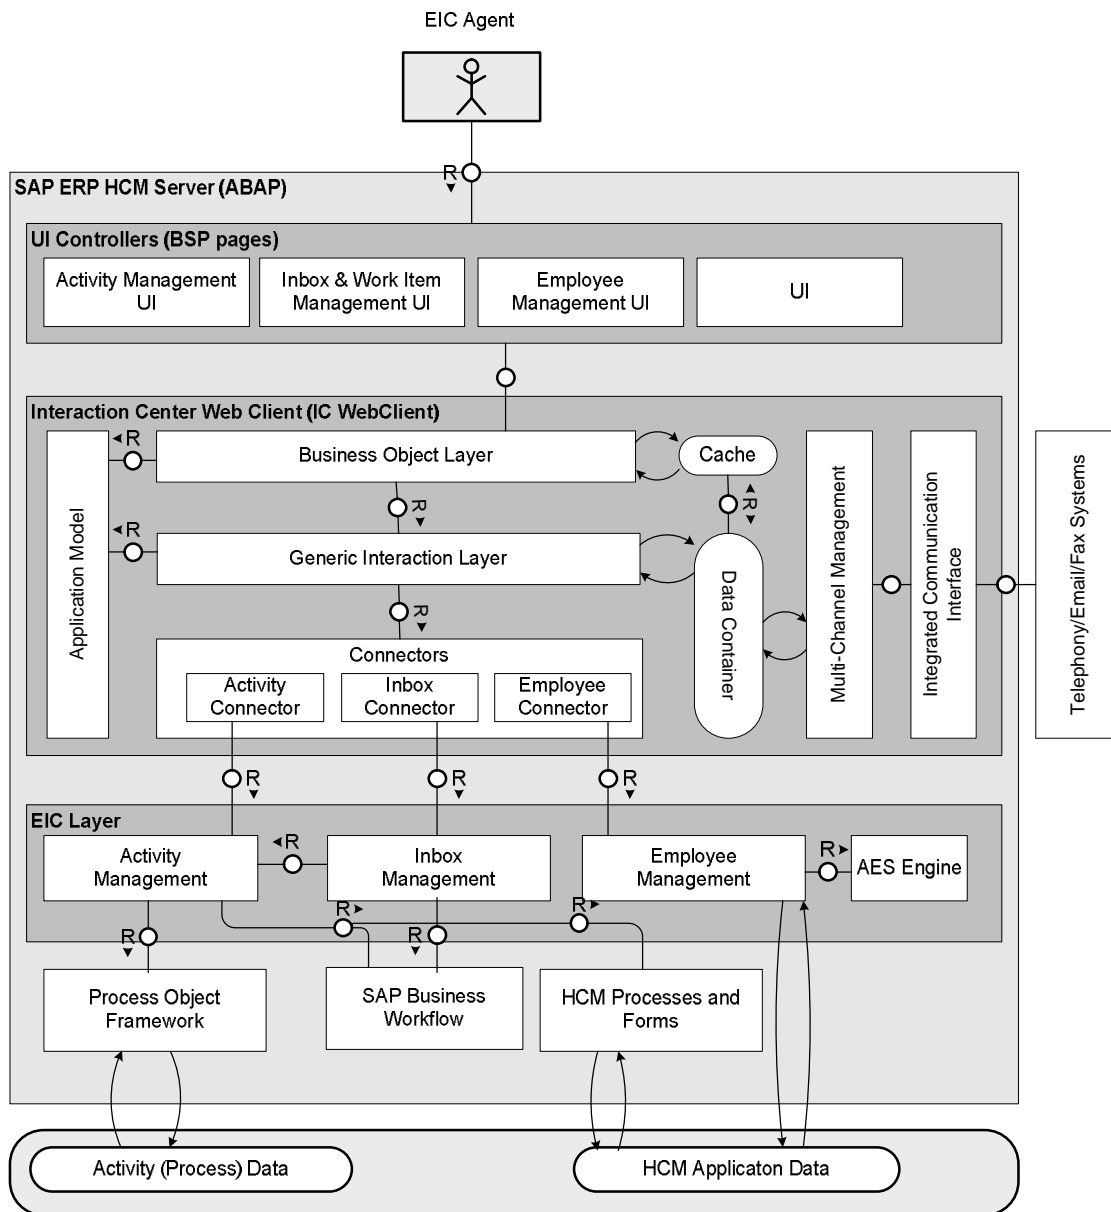 EIC Agent
R
SAP ERP HCM Server (ABAP)
UI Controllers (BSP pages)
Activity Management
UI
Inbox & Work Item
Management UI
Employee
Management UI
UI
Interaction Center Web Client (IC WebClient)
R
Business Object Layer
Cache
R
R
R
Generic Interaction Layer
R
Application Model
Data Container
Multi-Channel Management
Integrated Communication
Interface
Telephony/Email/Fax Systems
Connectors
Activity
Connector
Inbox
Connector
Employee
Connector
R
R
R
EIC Layer
Activity
Management
R
Inbox
Management
Employee
Management
R
AES Engine
R
R
R
R
Process Object
Framework
SAP Business
Workflow
HCM Processes and
Forms
Activity (Process) Data
HCM Applicaton Data